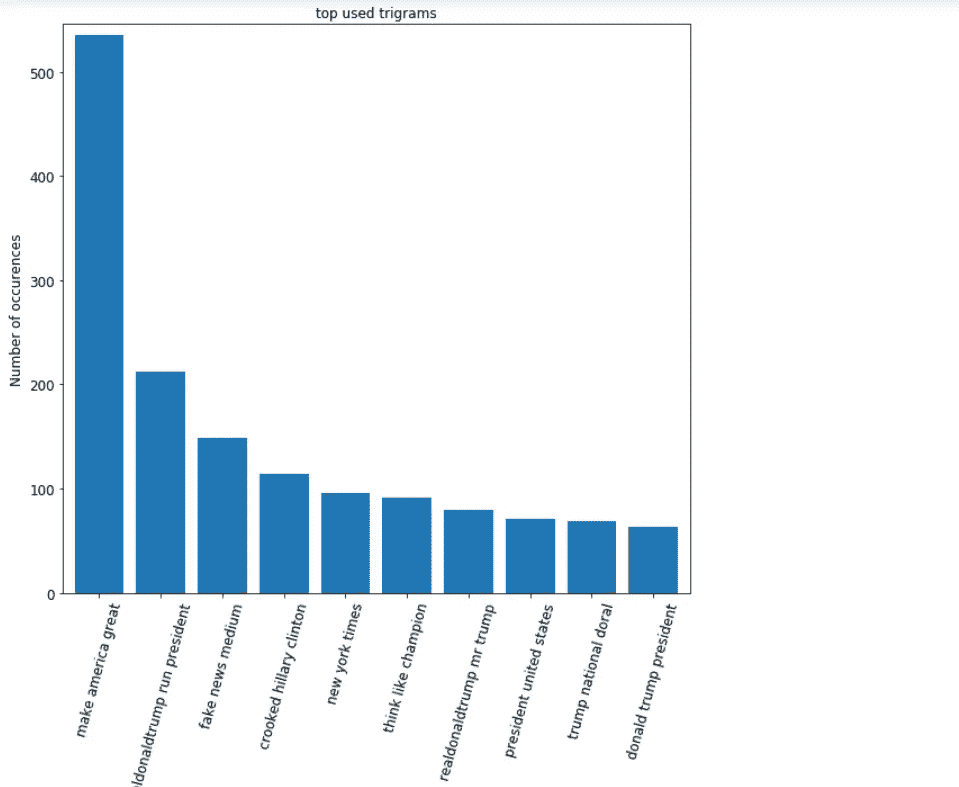 top used trigrams
Number of occurences
500
400
300
200
100
0
make america great
ldonaldtrump run president
fake news medium
crooked hillary clinton
new york times
think like champion
realdonaldtrump mr trump
president united states
trump national doral
donald trump president